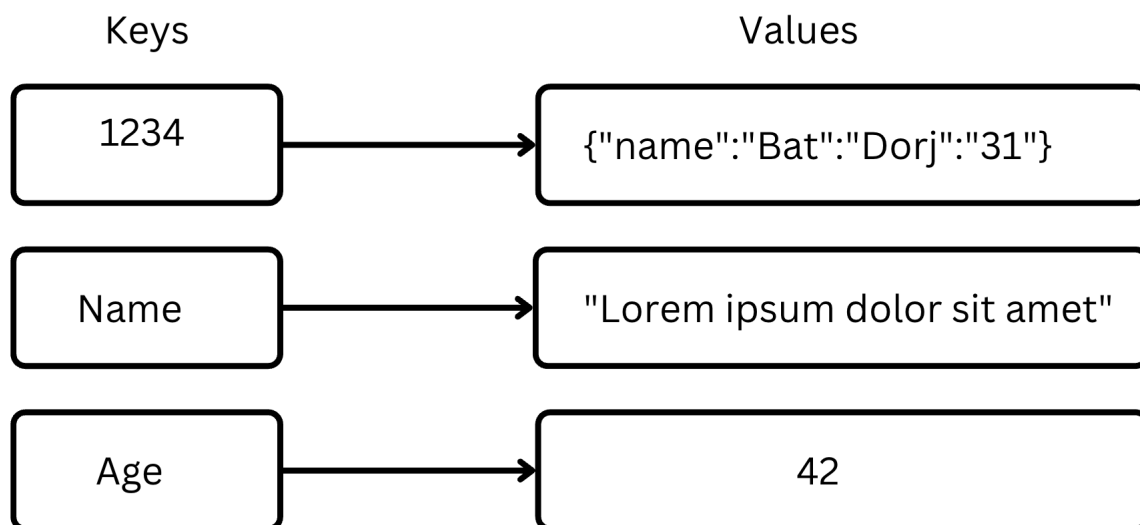 Keys Values
1234 {"name":"Bat":"Dorj":"31"}
Name "Lorem ipsum dolor sit amet"
Age 42